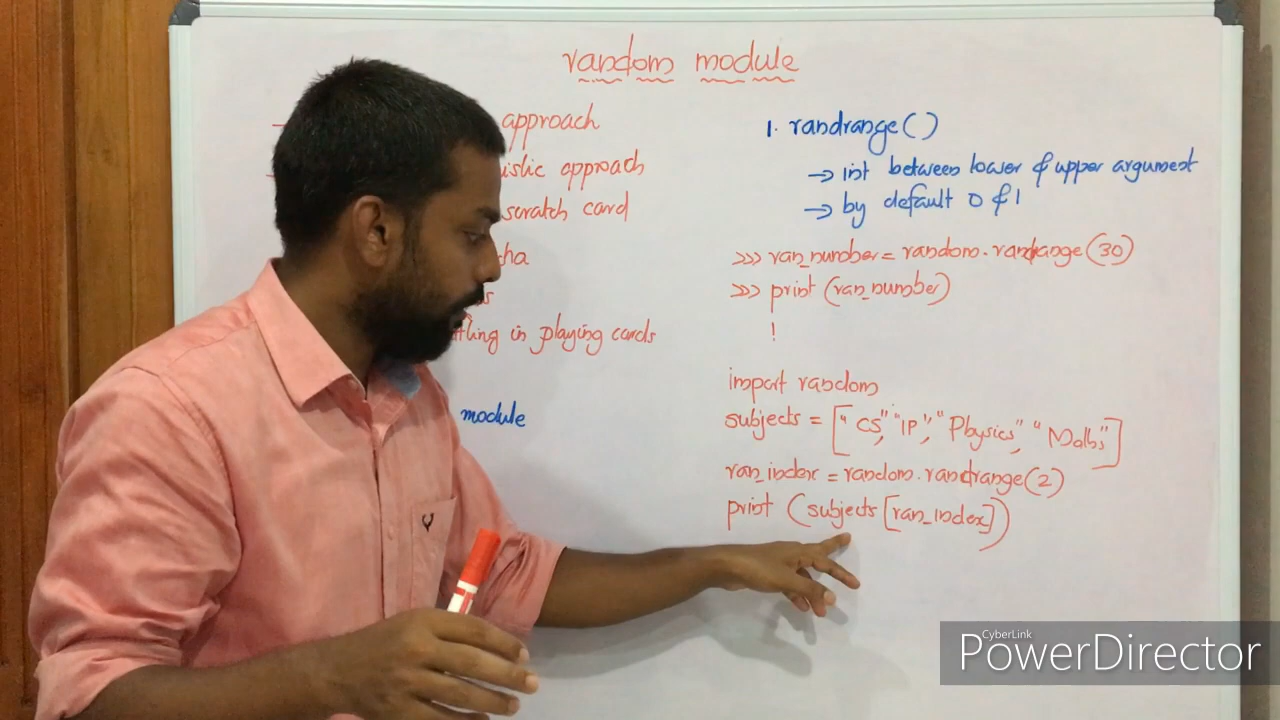 random module
approach
istic approach
scratch card
cha
s
ling in playing cards
module
1. randrange()
→ int between lower & upper argument
→ by default 0 & 1
>>> ran_number = random.randrange(30)
>>> print (ran_number)
!
import random
subjects = ["CS", "IP", "Physics", "Maths"]
ran_index = random.randrange(2)
print (subjects[ran_index])
CyberLink
PowerDirector